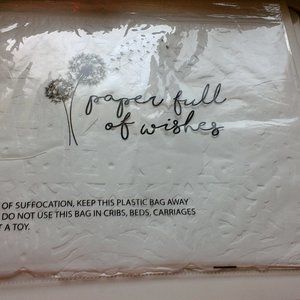 paper full
of wishes
OF SUFFOCATION, KEEP THIS PLASTIC BAG AWAY
DO NOT USE THIS BAG IN CRIBS, BEDS, CARRIAGES
A TOY.